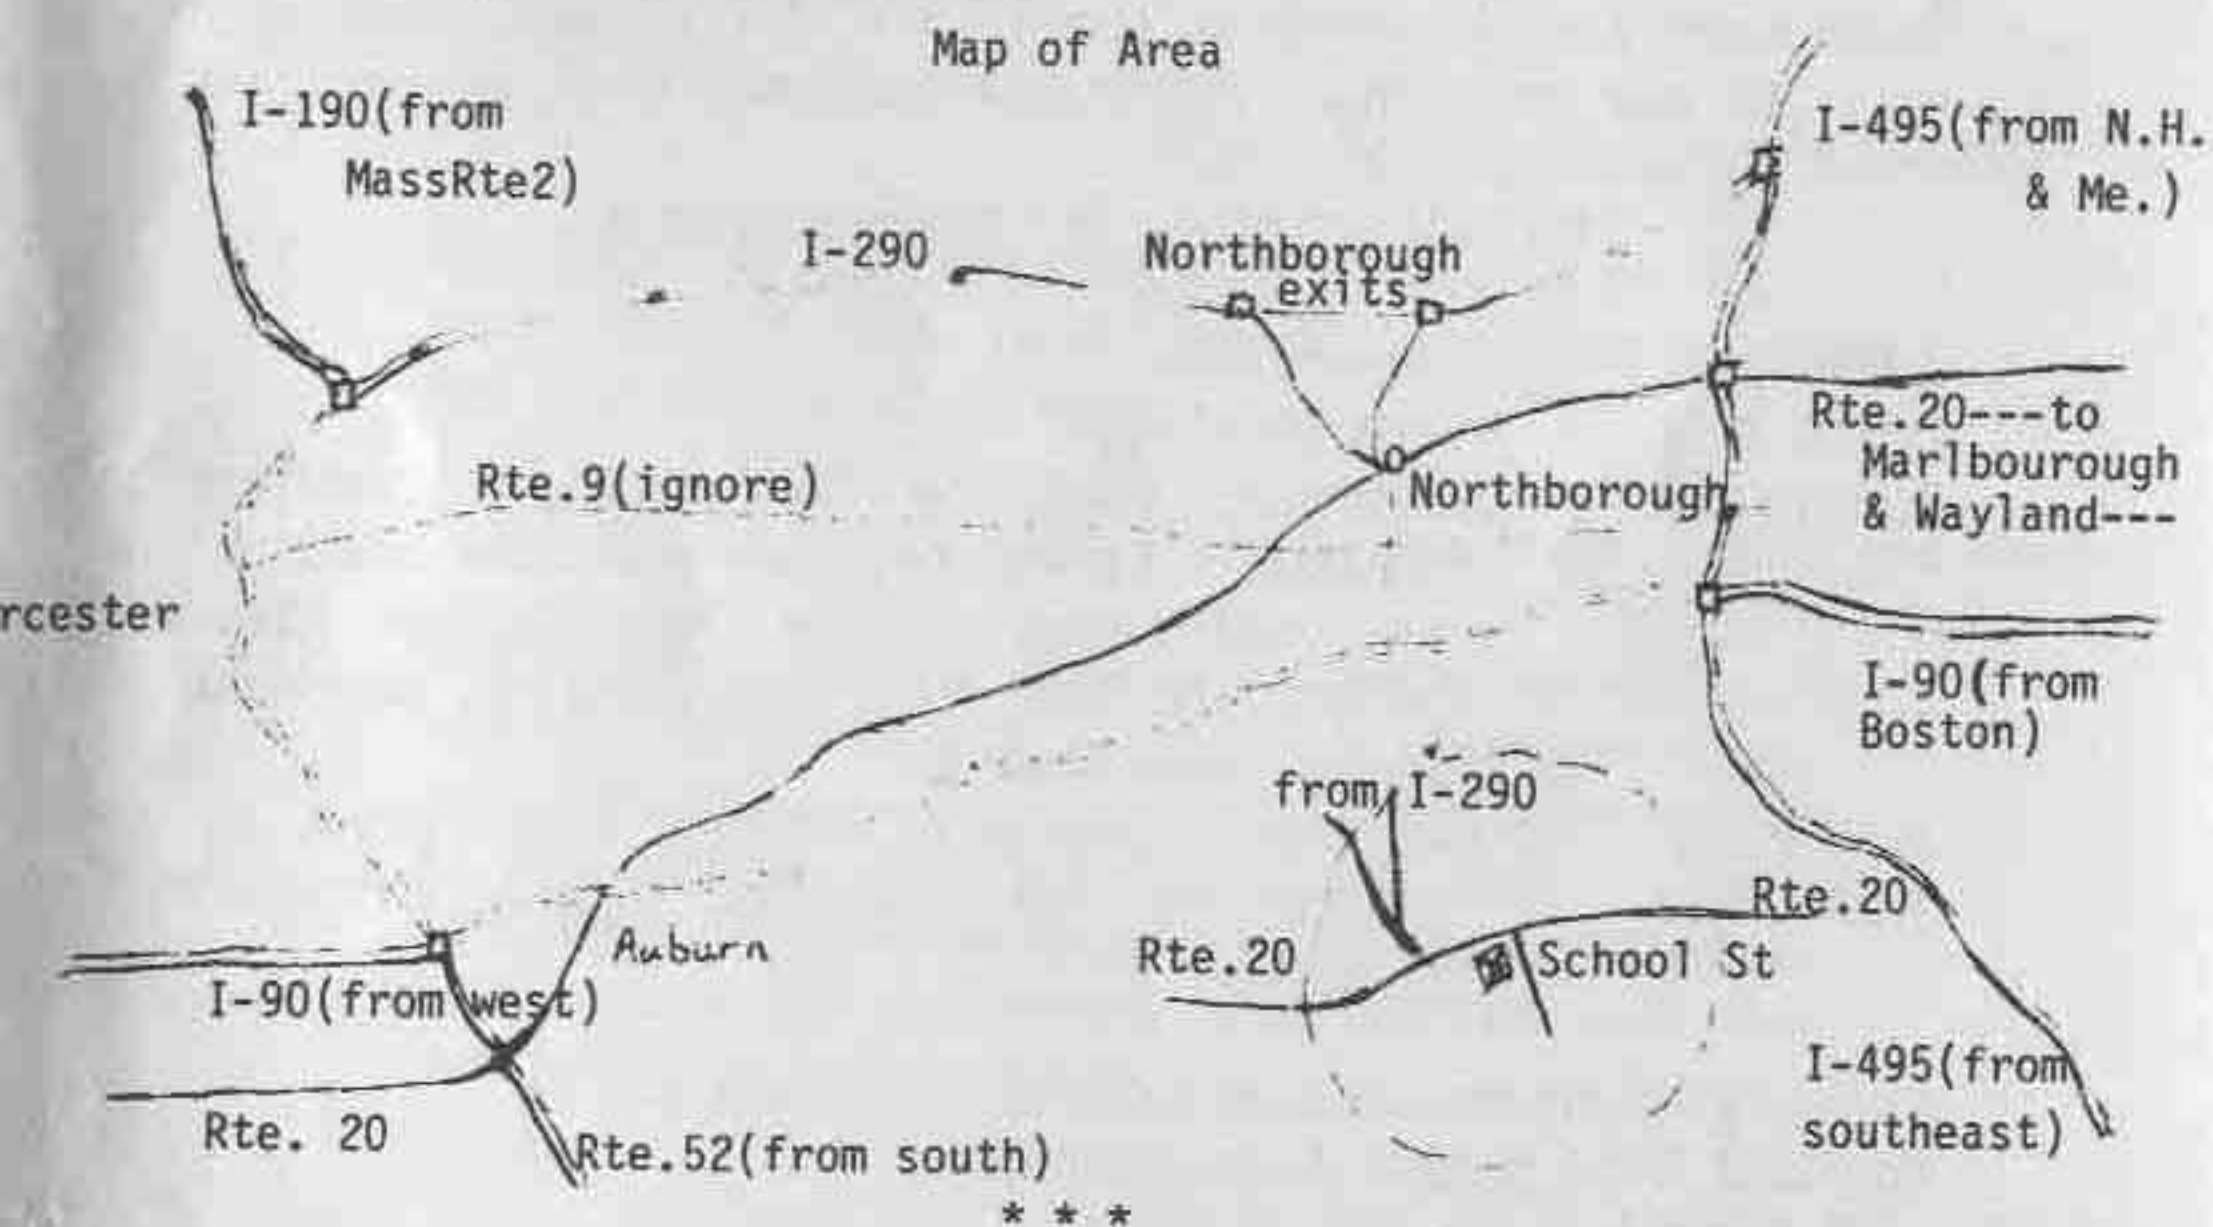 Map of Area
I-190(from
MassRte2)
I-495(from N.H.
& Me.)
I-290
Northborough
exits
Rte.20---to
Marlbourough
& Wayland---
Rte.9(ignore)
Northborough
rcester
I-90(from
Boston)
from I-290
Rte.20
Auburn
Rte.20
School St
I-90(from west)
I-495(from
southeast)
Rte. 20
Rte.52(from south)
* * *